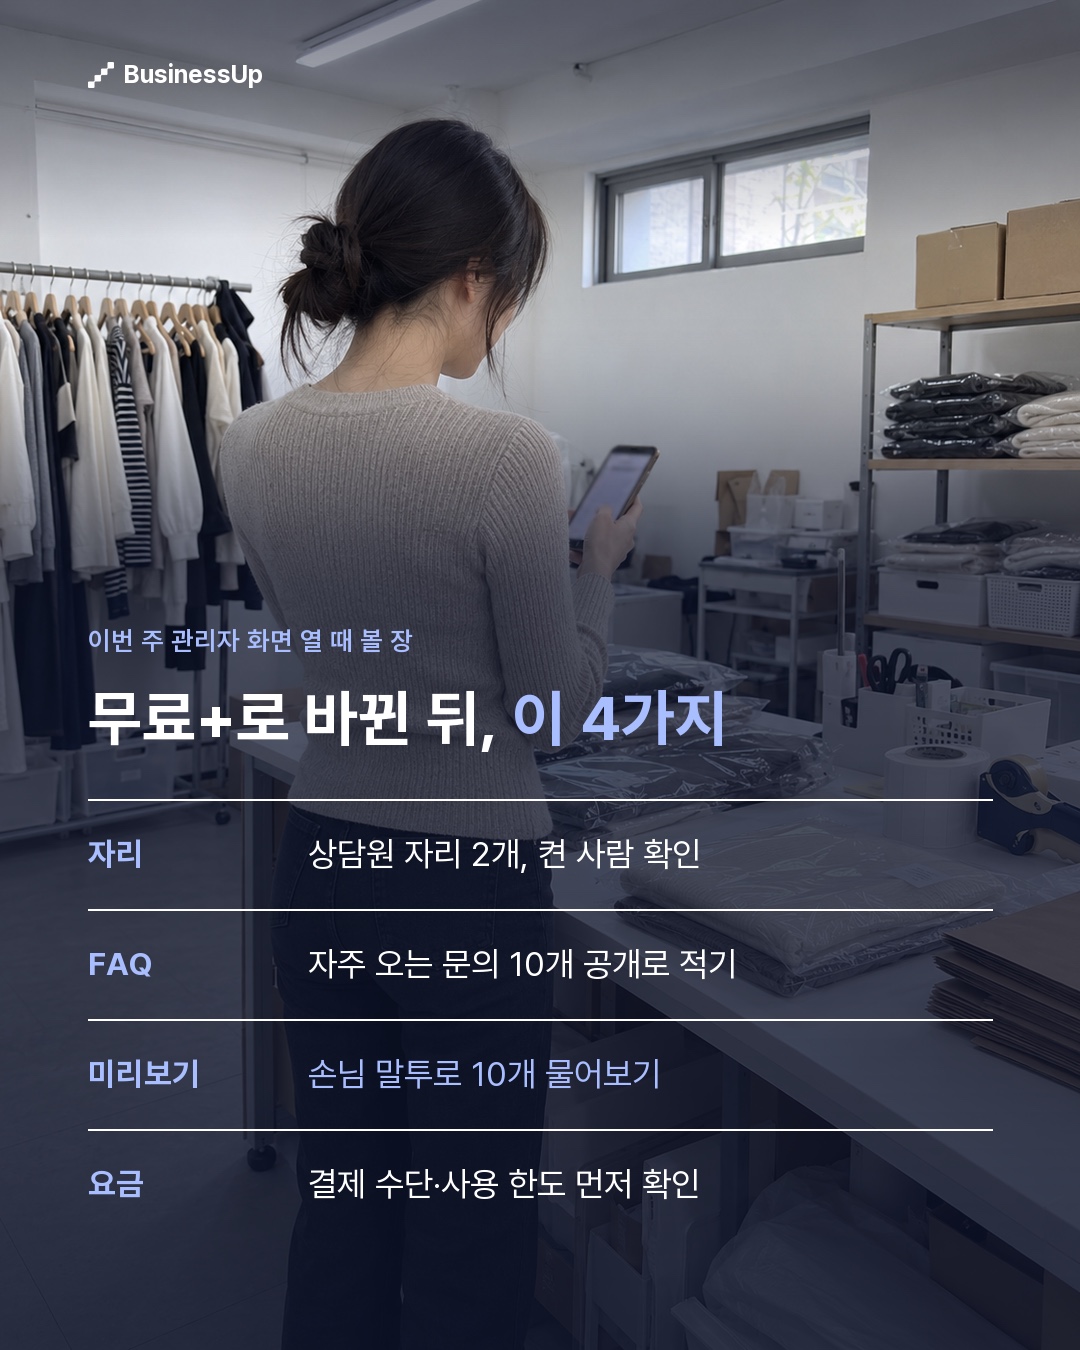 BusinessUp
이번 주 관리자 화면 열 때 볼 장
무료+로 바뀐 뒤, 이 4가지
자리 상담원 자리 2개, 켠 사람 확인
FAQ 자주 오는 문의 10개 공개로 적기
미리보기 손님 말투로 10개 물어보기
요금 결제 수단·사용 한도 먼저 확인